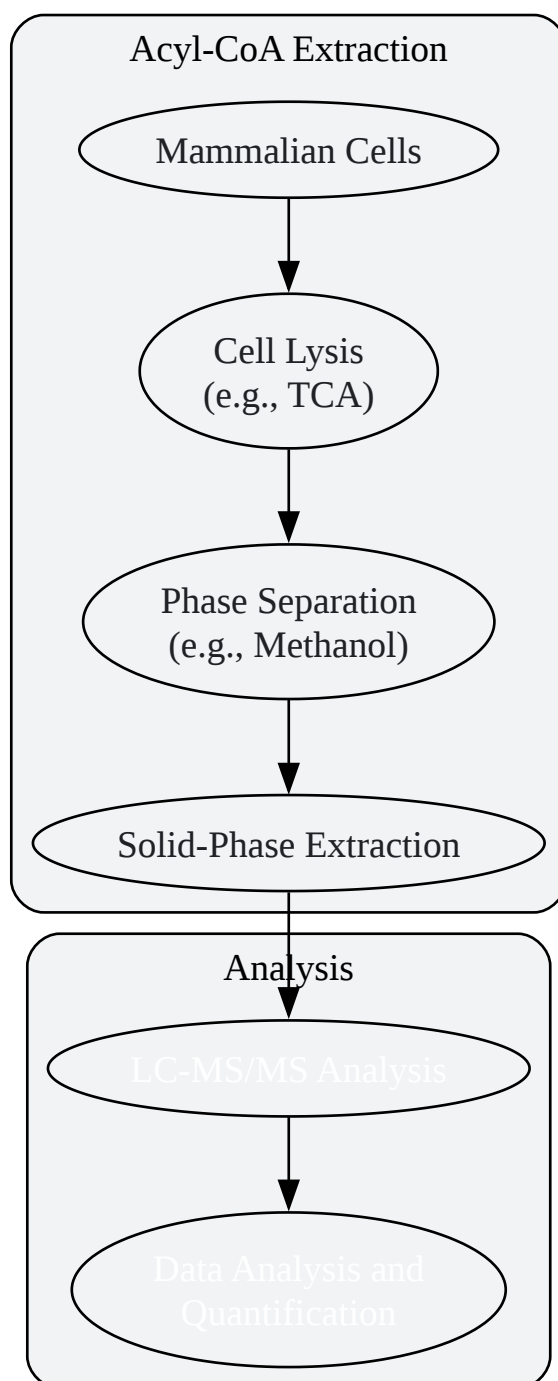 Acyl-CoA Extraction
Mammalian Cells
Cell Lysis
(e.g., TCA)
Phase Separation
(e.g., Methanol)
Solid-Phase Extraction
Analysis
LC-MS/MS Analysis
Data Analysis and
Quantification